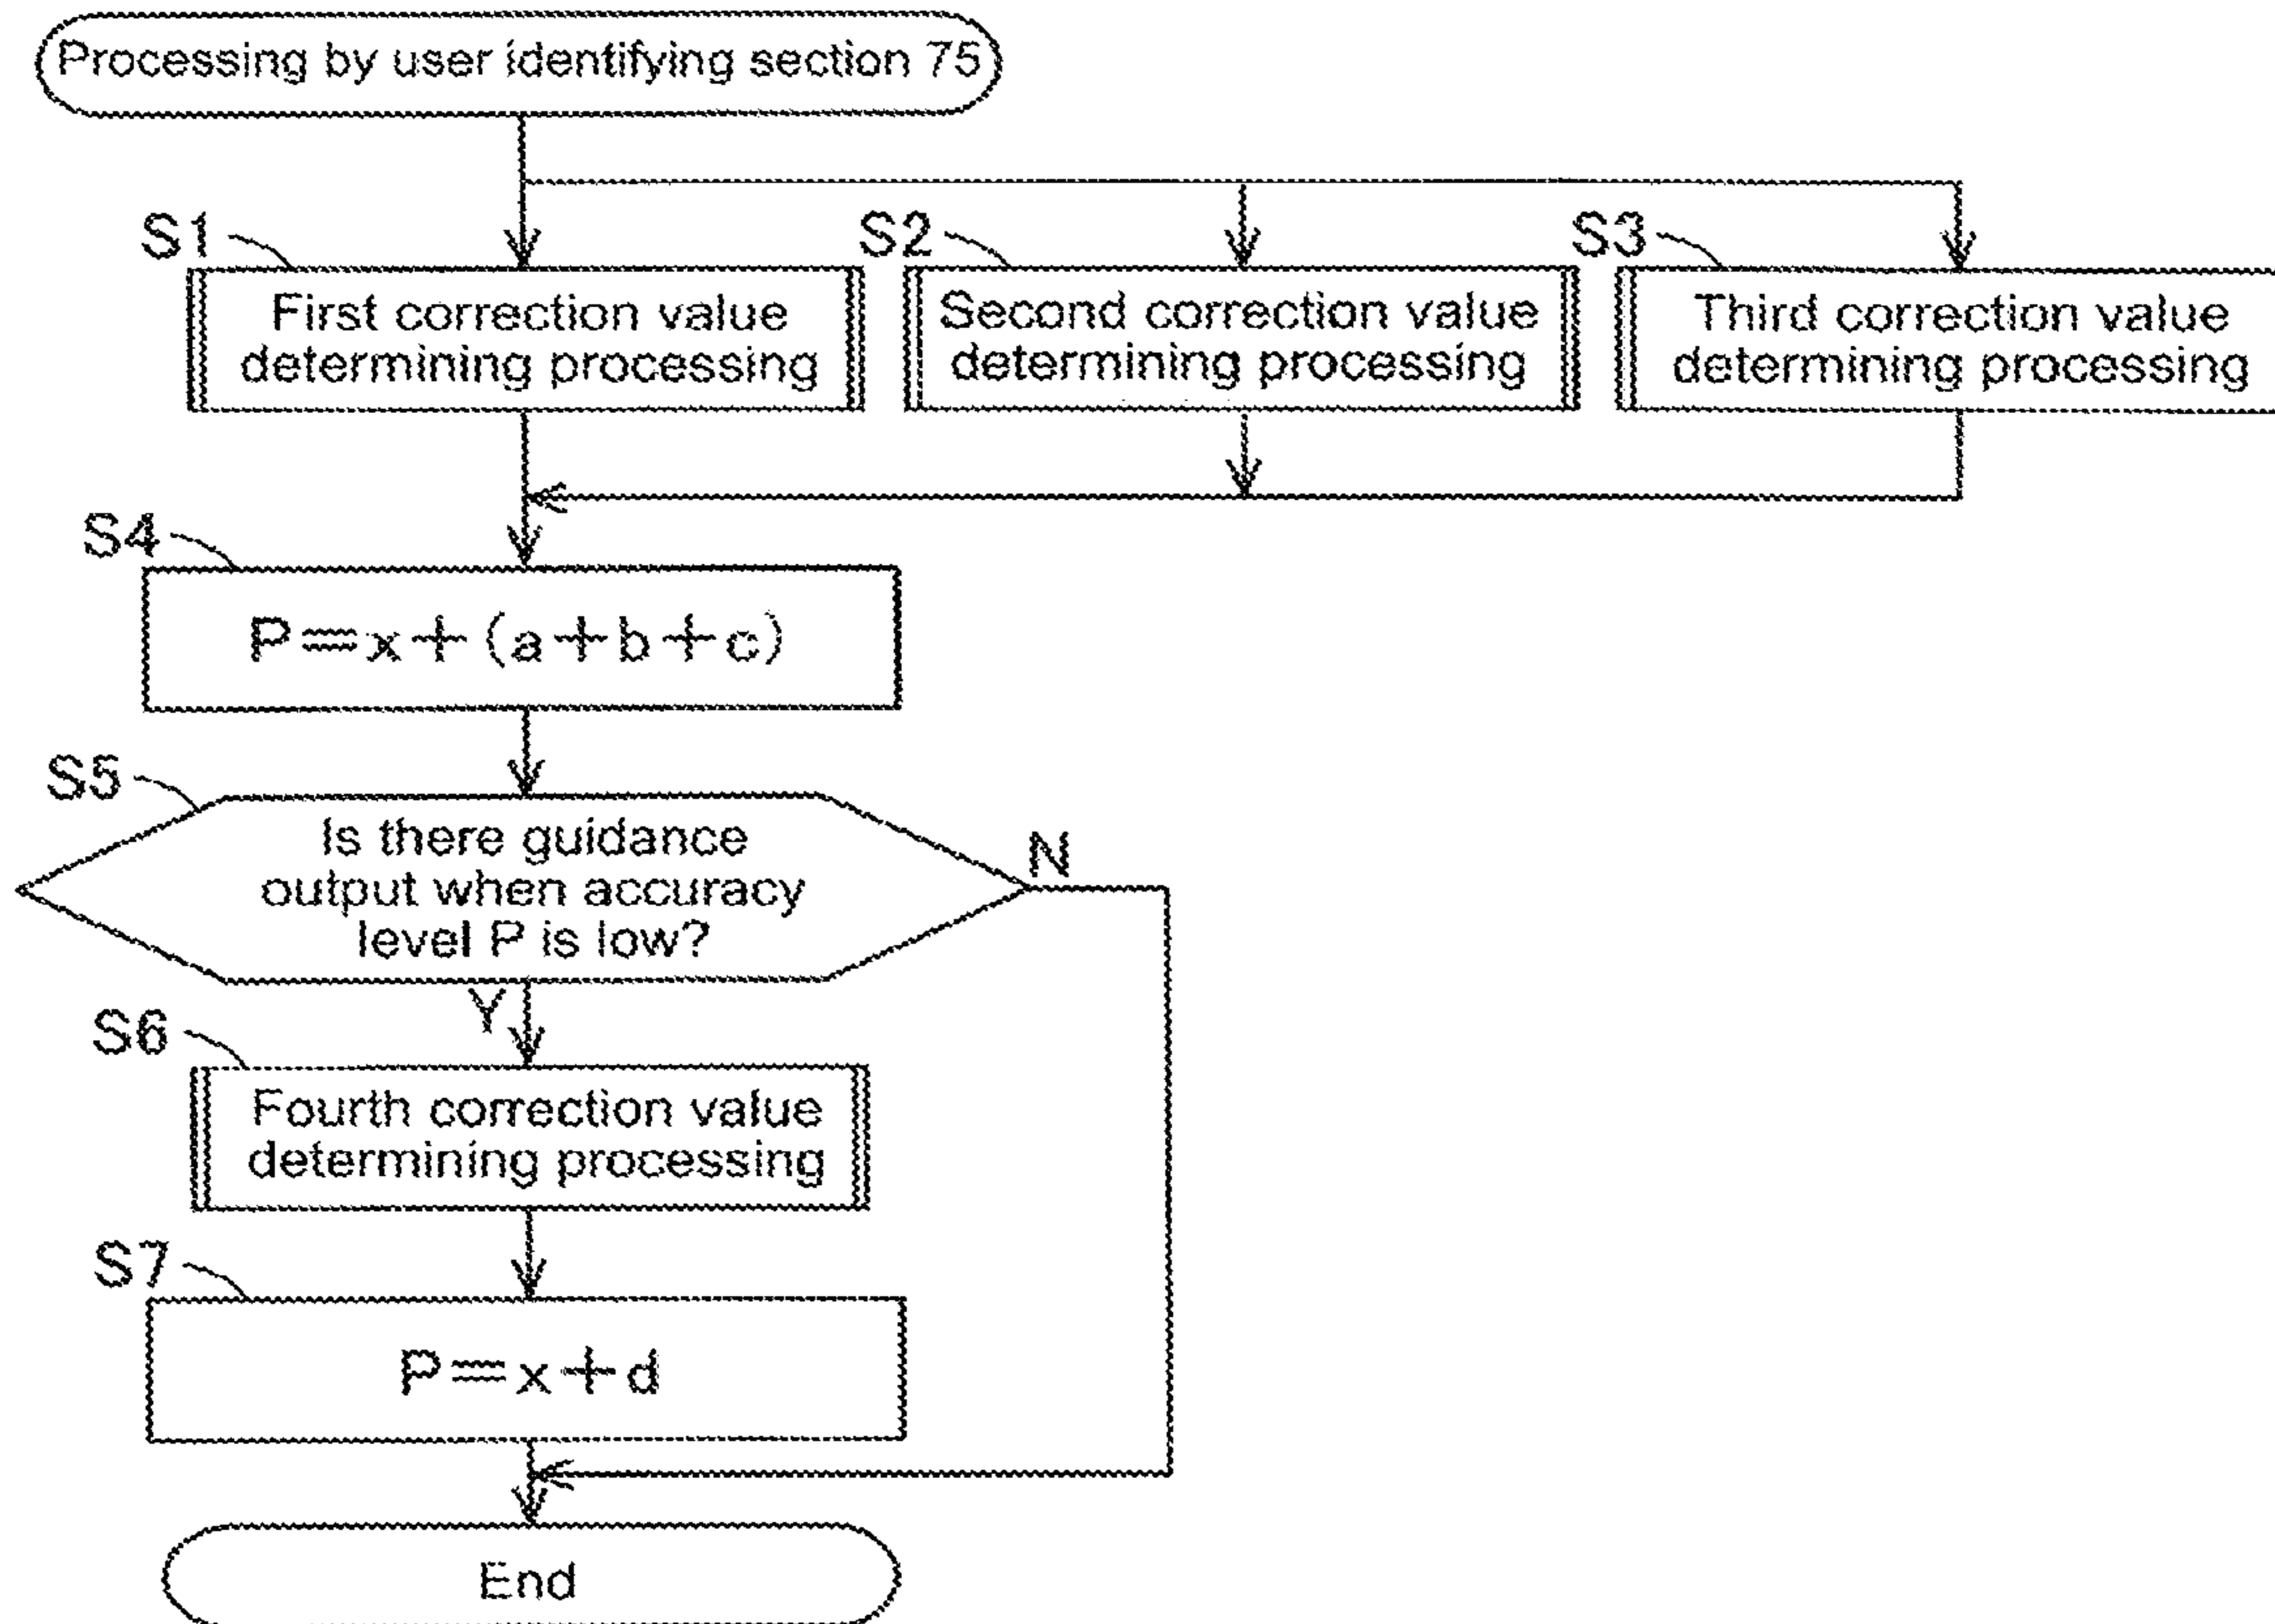 Processing by user identifying section 75
S1
S2
S3
First correction value
determining processing
Second correction value
determining processing
Third correction value
determining processing
S4
P=x+(a+b+c)
S5
Is there guidance
output when accuracy
level P is low?
N
Y
S6
Fourth correction value
determining processing
S7
P=x+d
End